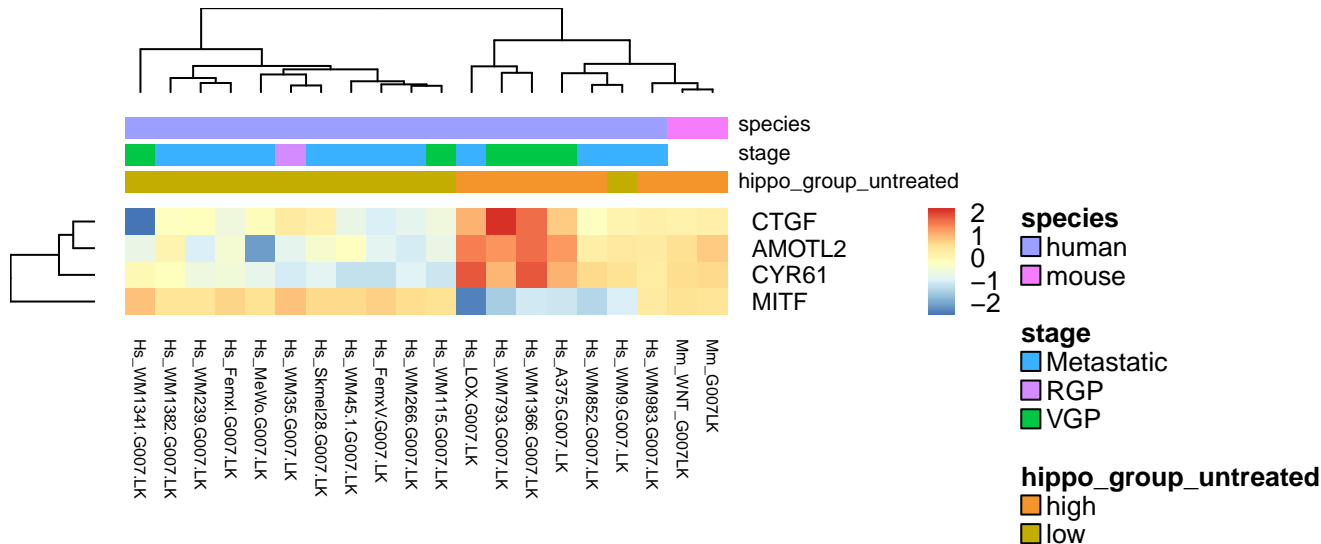 species
stage
hippo_group_untreated
CTGF
AMOTL2
CYR61
MITF
2
1
0
−1
−2
species
human
mouse
stage
Metastatic
RGP
VGP
hippo_group_untreated
high
low
Hs_WM1341.G007.LK
Hs_WM1382.G007.LK
Hs_WM239.G007.LK
Hs_FemxI.G007.LK
Hs_MeWo.G007.LK
Hs_WM35.G007.LK
Hs_Skmel28.G007.LK
Hs_WM45.1.G007.LK
Hs_FemxV.G007.LK
Hs_WM266.G007.LK
Hs_WM115.G007.LK
Hs_LOX.G007.LK
Hs_WM793.G007.LK
Hs_WM1366.G007.LK
Hs_A375.G007.LK
Hs_WM852.G007.LK
Hs_WM9.G007.LK
Hs_WM983.G007.LK
Mm_WNT_G007LK
Mm_G007LK